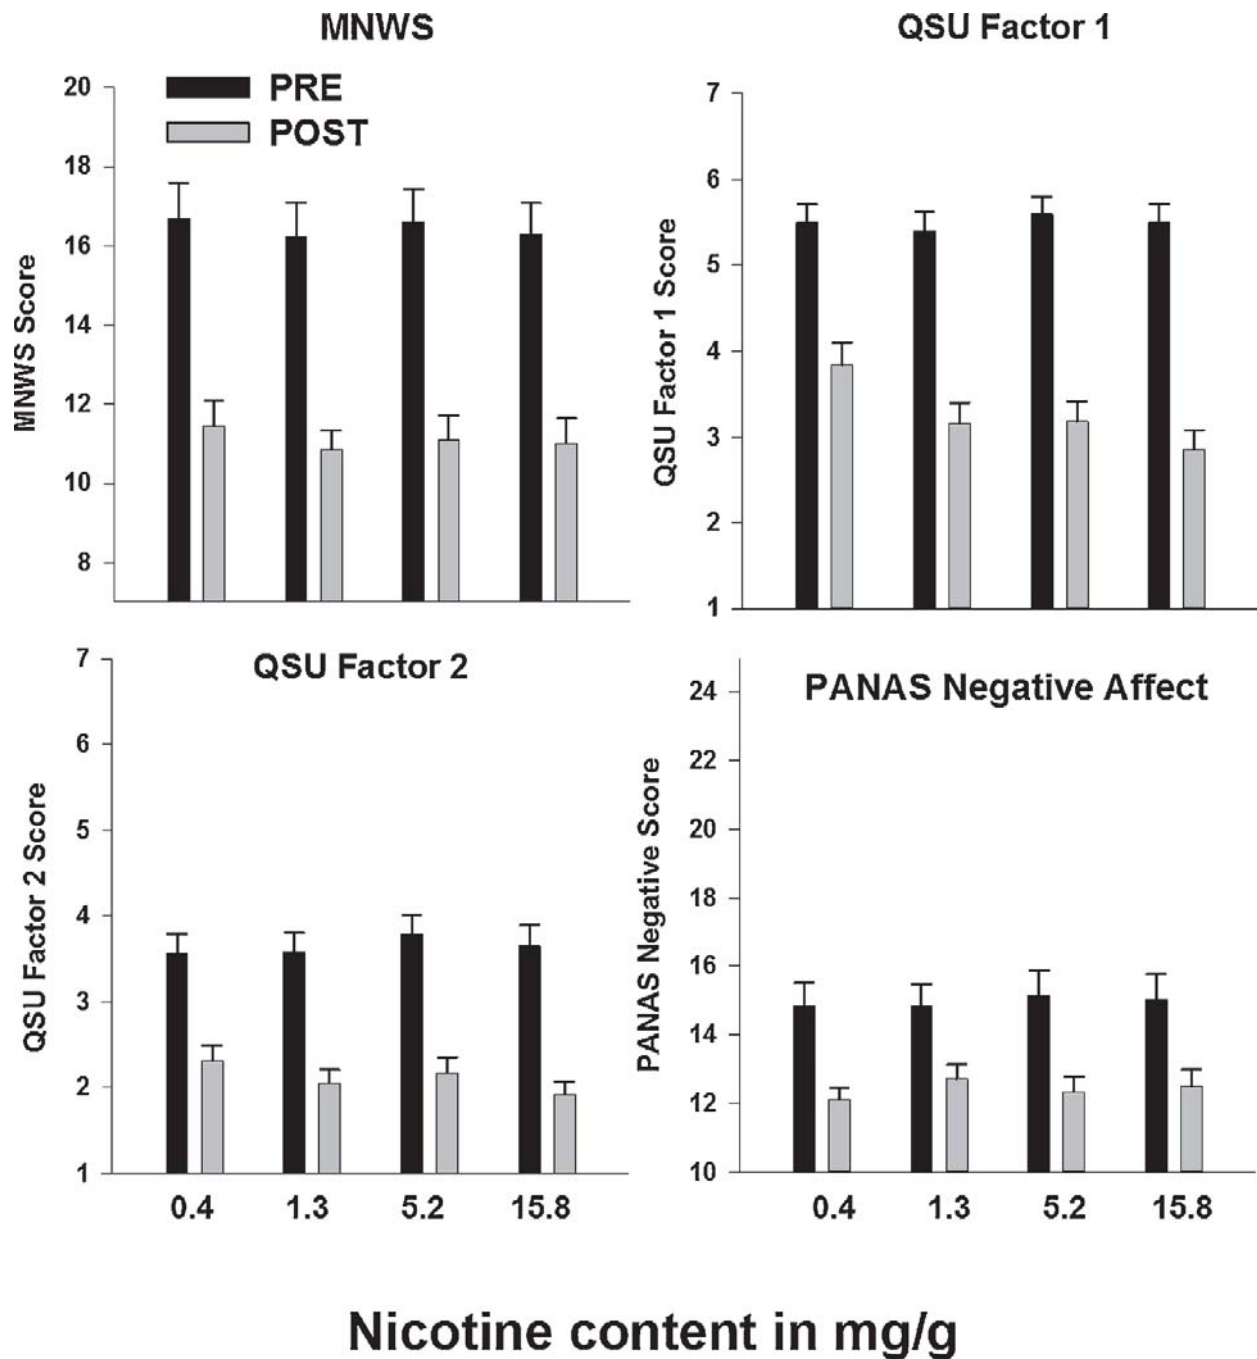 MNWS
PRE
POST
20
18
16
14
12
10
8
MNWS Score
QSU Factor 1
7
6
5
4
3
2
1
QSU Factor 1 Score
QSU Factor 2
7
6
5
4
3
2
1
QSU Factor 2 Score
0.4 1.3 5.2 15.8
PANAS Negative Affect
24
22
20
18
16
14
12
10
PANAS Negative Score
0.4 1.3 5.2 15.8
Nicotine content in mg/g